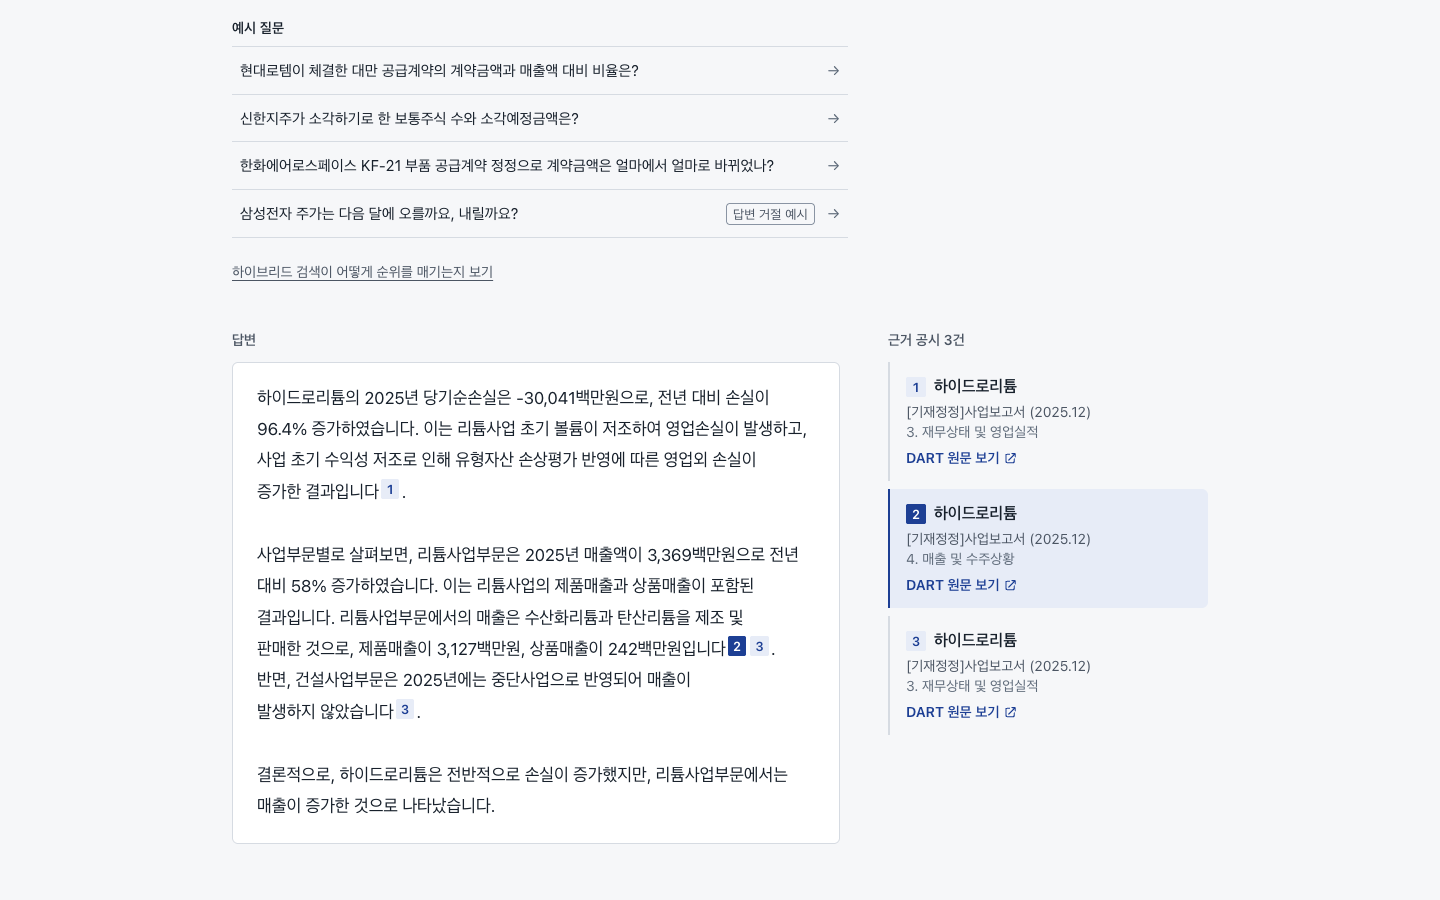 예시 질문
현대로템이 체결한 대만 공급계약의 계약금액과 매출액 대비 비율은?
신한지주가 소각하기로 한 보통주식 수와 소각예정금액은?
한화에어로스페이스 KF-21 부품 공급계약 정정으로 계약금액은 얼마에서 얼마로 바뀌었나?
삼성전자 주가는 다음 달에 오를까요, 내릴까요? 답변 거절 예시
하이브리드 검색이 어떻게 순위를 매기는지 보기
답변
하이드로리튬의 2025년 당기순손실은 -30,041백만원으로, 전년 대비 손실이
96.4% 증가하였습니다. 이는 리튬사업 초기 볼륨이 저조하여 영업손실이 발생하고,
사업 초기 수익성 저조로 인해 유형자산 손상평가 반영에 따른 영업외 손실이
증가한 결과입니다 1 .
사업부문별로 살펴보면, 리튬사업부문은 2025년 매출액이 3,369백만원으로 전년
대비 58% 증가하였습니다. 이는 리튬사업의 제품매출과 상품매출이 포함된
결과입니다. 리튬사업부문에서의 매출은 수산화리튬과 탄산리튬을 제조 및
판매한 것으로, 제품매출이 3,127백만원, 상품매출이 242백만원입니다 2 3 .
반면, 건설사업부문은 2025년에는 중단사업으로 반영되어 매출이
발생하지 않았습니다 3 .
결론적으로, 하이드로리튬은 전반적으로 손실이 증가했지만, 리튬사업부문에서는
매출이 증가한 것으로 나타났습니다.
근거 공시 3건
1 하이드로리튬
[기재정정]사업보고서 (2025.12)
3. 재무상태 및 영업실적
DART 원문 보기
2 하이드로리튬
[기재정정]사업보고서 (2025.12)
4. 매출 및 수주상황
DART 원문 보기
3 하이드로리튬
[기재정정]사업보고서 (2025.12)
3. 재무상태 및 영업실적
DART 원문 보기